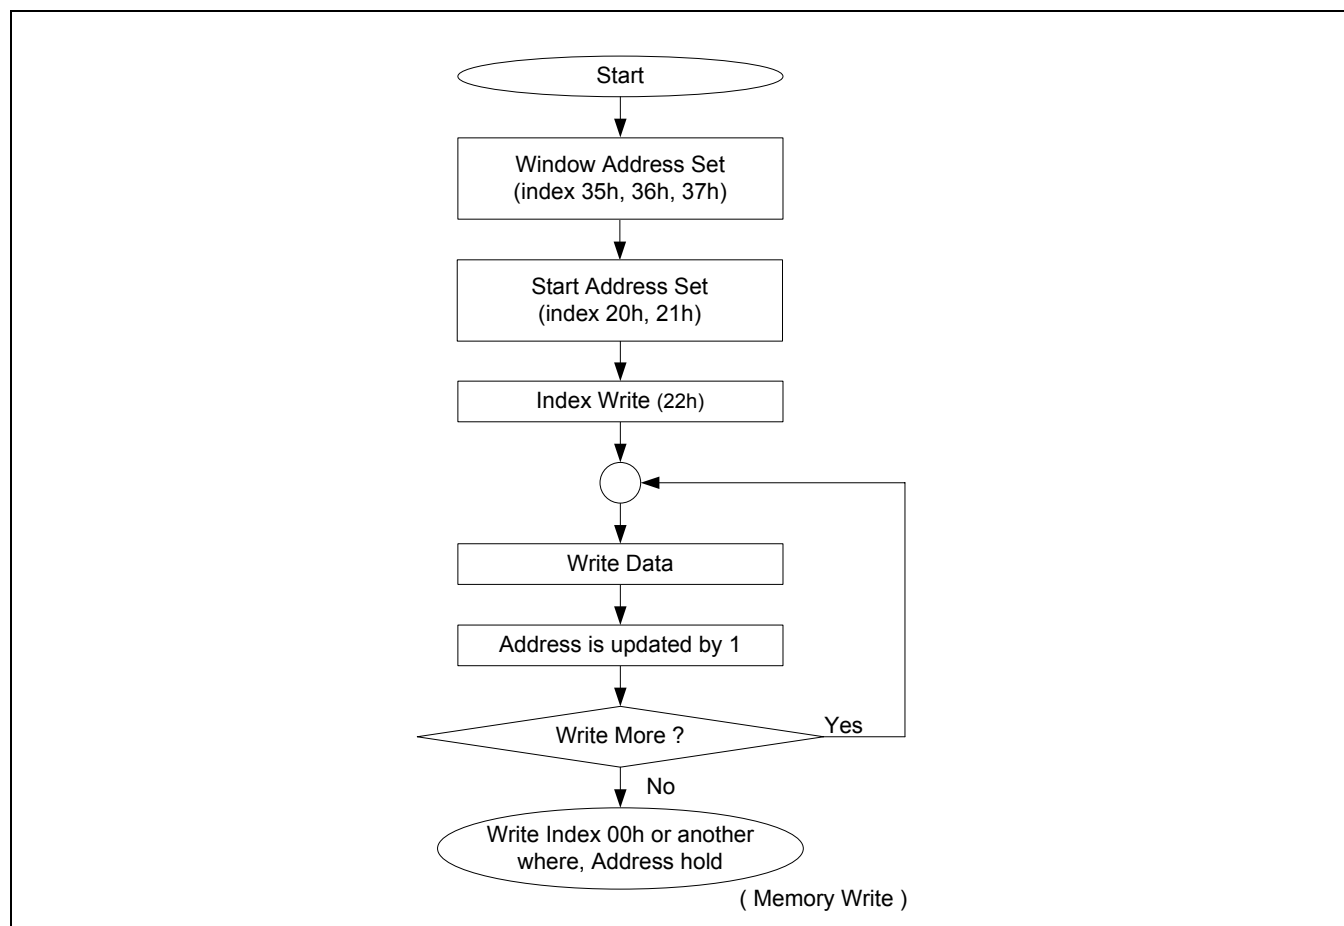 Start
Window Address Set
(index 35h, 36h, 37h)
Start Address Set
(index 20h, 21h)
Index Write (22h)
Write Data
Address is updated by 1
Write More ?
Yes
No
Write Index 00h or another
where, Address hold
( Memory Write )